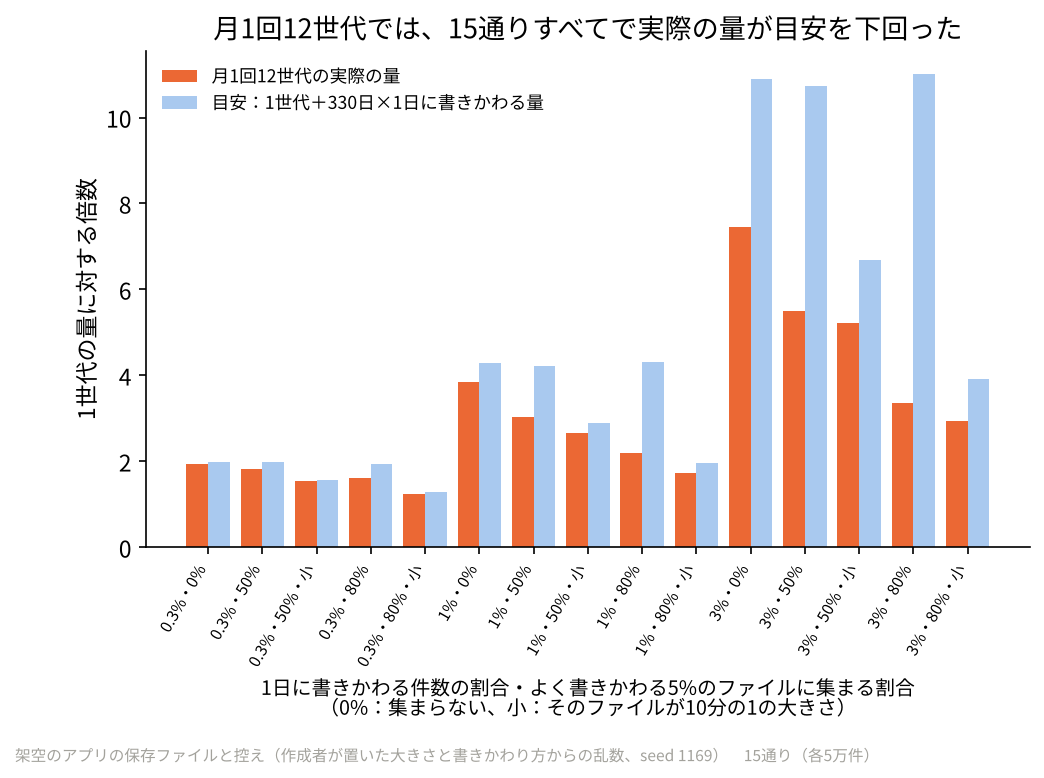 月1回12世代では、15通りすべてで実際の量が目安を下回った
月1回12世代の実際の量
目安：1世代＋330日×1日に書きかわる量
1世代の量に対する倍数
10
8
6
4
2
0
0.3%・0%
0.3%・50%
0.3%・50%・小
0.3%・80%
0.3%・80%・小
1%・0%
1%・50%
1%・50%・小
1%・80%
1%・80%・小
3%・0%
3%・50%
3%・50%・小
3%・80%
3%・80%・小
1日に書きかわる件数の割合・よく書きかわる5%のファイルに集まる割合
（0%：集まらない、小：そのファイルが10分の1の大きさ）
架空のアプリの保存ファイルと控え（作成者が置いた大きさと書きかわり方からの乱数、seed 1169）　15通り（各5万件）